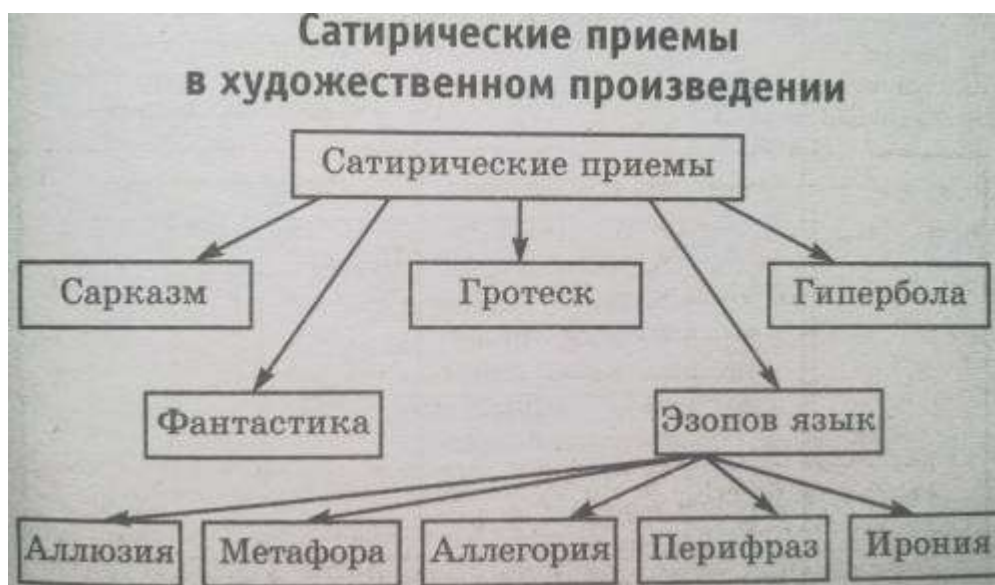 Сатирические приемы
в художественном произведении
Сатирические приемы
Сарказм
Гротеск
Гипербола
Фантастика
Эзопов язык
Аллюзия
Метафора
Аллегория
Перифраз
Ирония